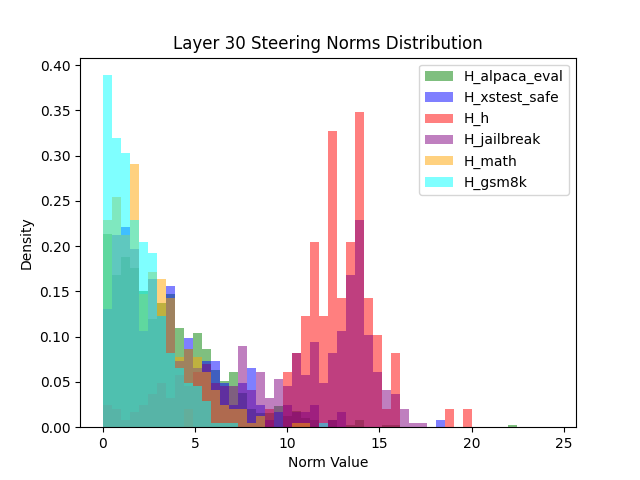 Layer 30 Steering Norms Distribution
Density
0.40
0.35
0.30
0.25
0.20
0.15
0.10
0.05
0.00
H_alpaca_eval
H_xstest_safe
H_h
H_jailbreak
H_math
H_gsm8k
0 5 10 15 20 25
Norm Value